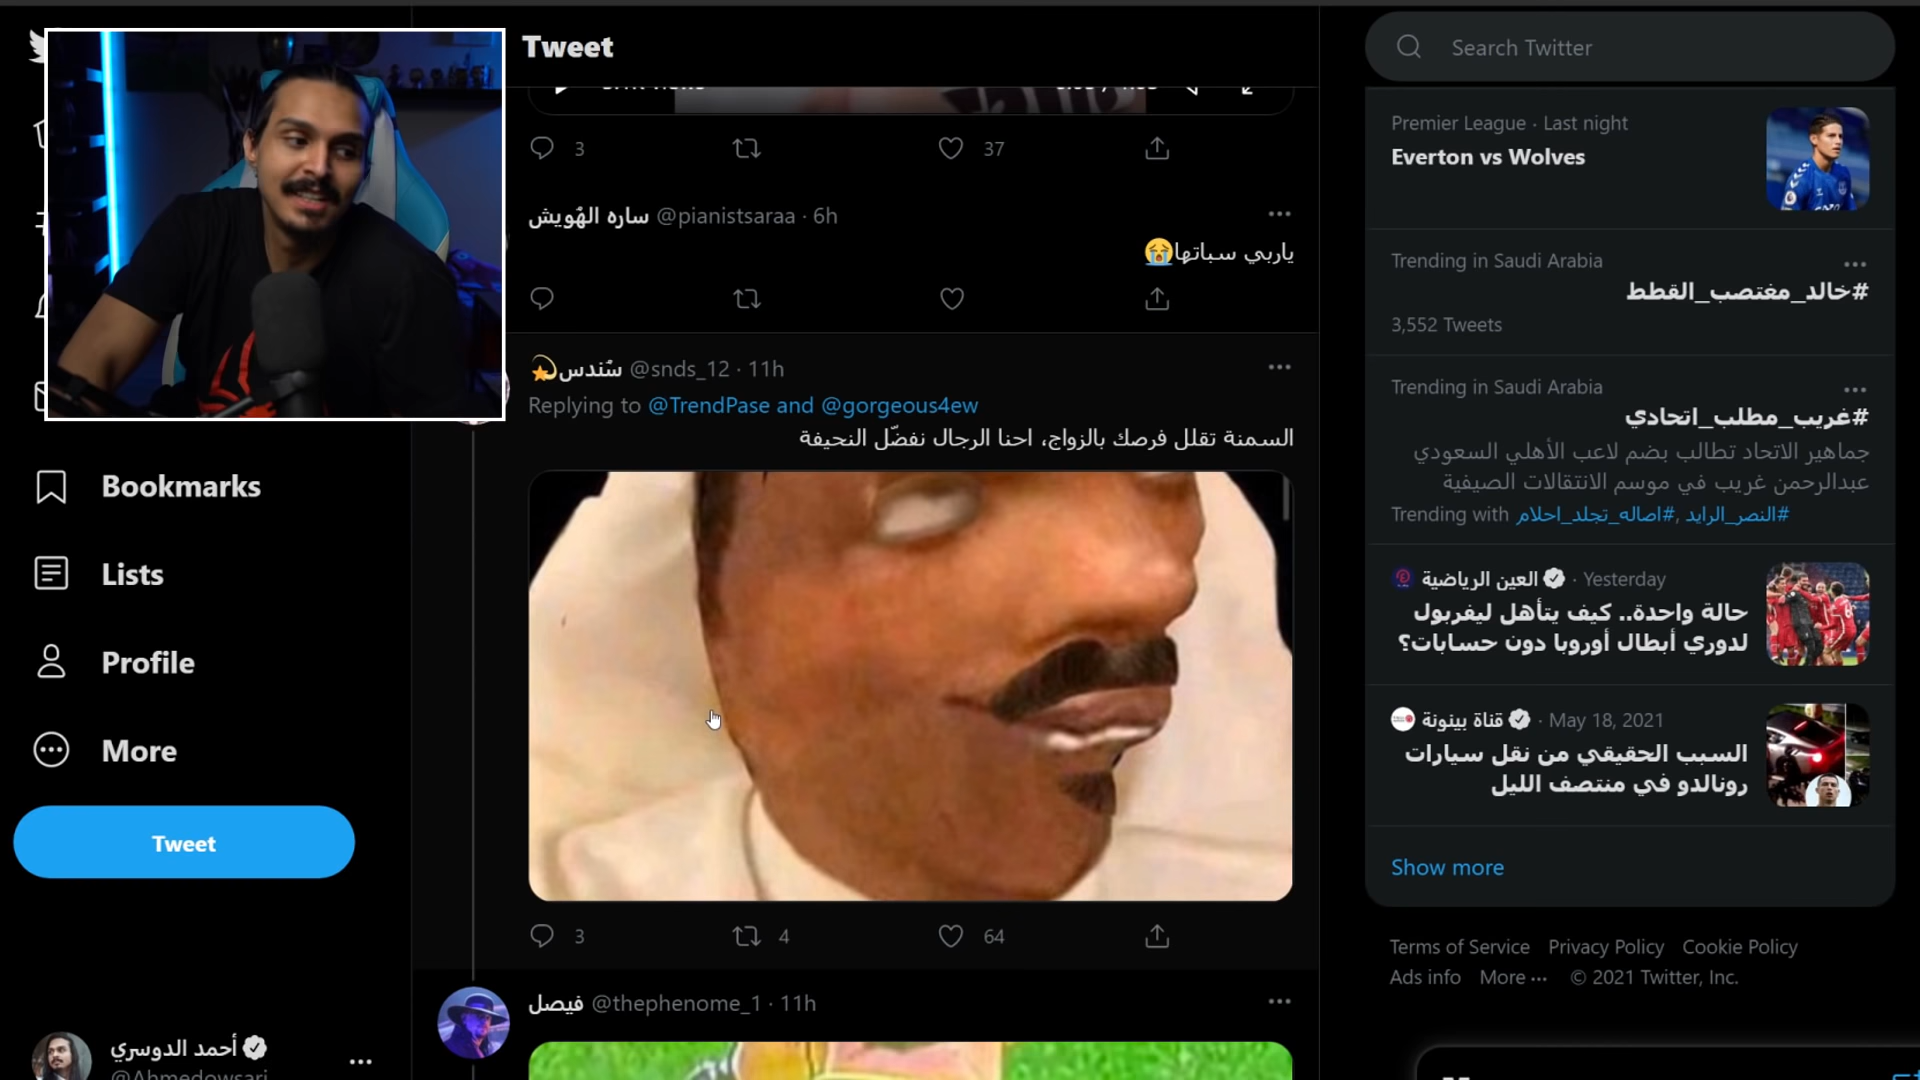 Tweet
3
37
ساره الهُويش @pianistsaraa · 6h
ياربي سباتها😭
سُندس💫 @snds_12 · 11h
Replying to @TrendPase and @gorgeous4ew
السمنة تقلل فرصك بالزواج، احنا الرجال نفضّل النحيفة
3
4
64
فيصل @thephenome_1 · 11h
Bookmarks
Lists
Profile
More
Tweet
أحمد الدوسري
@Ahmedowsari
Search Twitter
Premier League · Last night
Everton vs Wolves
Trending in Saudi Arabia
#خالد_مغتصب_القطط
3,552 Tweets
Trending in Saudi Arabia
#غريب_مطلب_اتحادي
جماهير الاتحاد تطالب بضم لاعب الأهلي السعودي
عبدالرحمن غريب في موسم الانتقالات الصيفية
Trending with #النصر_الرايد, #اصاله_تجلد_احلام
العين الرياضية · Yesterday
حالة واحدة.. كيف يتأهل ليفربول
لدوري أبطال أوروبا دون حسابات؟
قناة بينونة · May 18, 2021
السبب الحقيقي من نقل سيارات
رونالدو في منتصف الليل
Show more
Terms of Service Privacy Policy Cookie Policy
Ads info More ··· © 2021 Twitter, Inc.